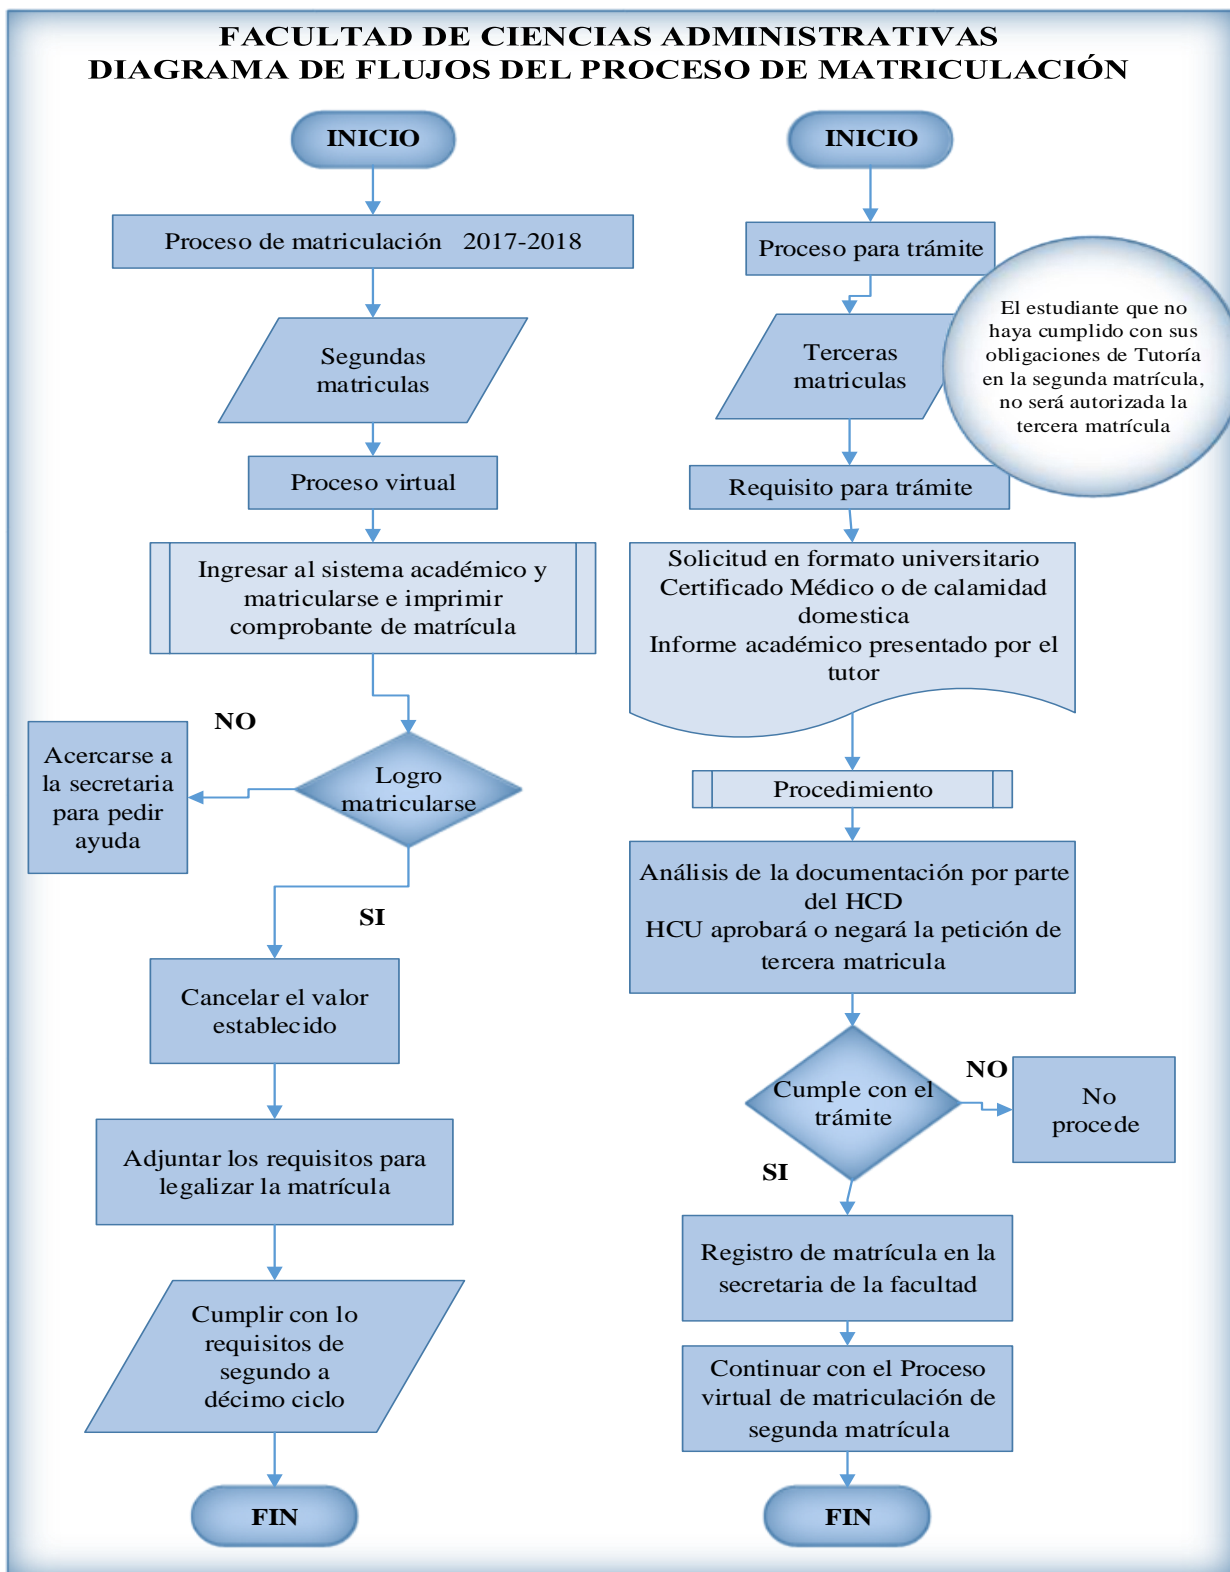 FACULTAD DE CIENCIAS ADMINISTRATIVAS
DIAGRAMA DE FLUJOS DEL PROCESO DE MATRICULACIÓN
INICIO
Proceso de matriculación 2017-2018
Segundas
matriculas
Proceso virtual
Ingresar al sistema académico y
matricularse e imprimir
comprobante de matrícula
NO
Acercarse a
la secretaria
para pedir
ayuda
Logro
matricularse
SI
Cancelar el valor
establecido
Adjuntar los requisitos para
legalizar la matrícula
Cumplir con lo
requisitos de
segundo a
décimo ciclo
FIN
INICIO
Proceso para trámite
El estudiante que no
haya cumplido con sus
obligaciones de Tutoría
en la segunda matrícula,
no será autorizada la
tercera matrícula
Terceras
matriculas
Requisito para trámite
Solicitud en formato universitario
Certificado Médico o de calamidad
domestica
Informe académico presentado por el
tutor
Procedimiento
Análisis de la documentación por parte
del HCD
HCU aprobará o negará la petición de
tercera matricula
Cumple con el
trámite
NO
No
procede
SI
Registro de matrícula en la
secretaria de la facultad
Continuar con el Proceso
virtual de matriculación de
segunda matrícula
FIN